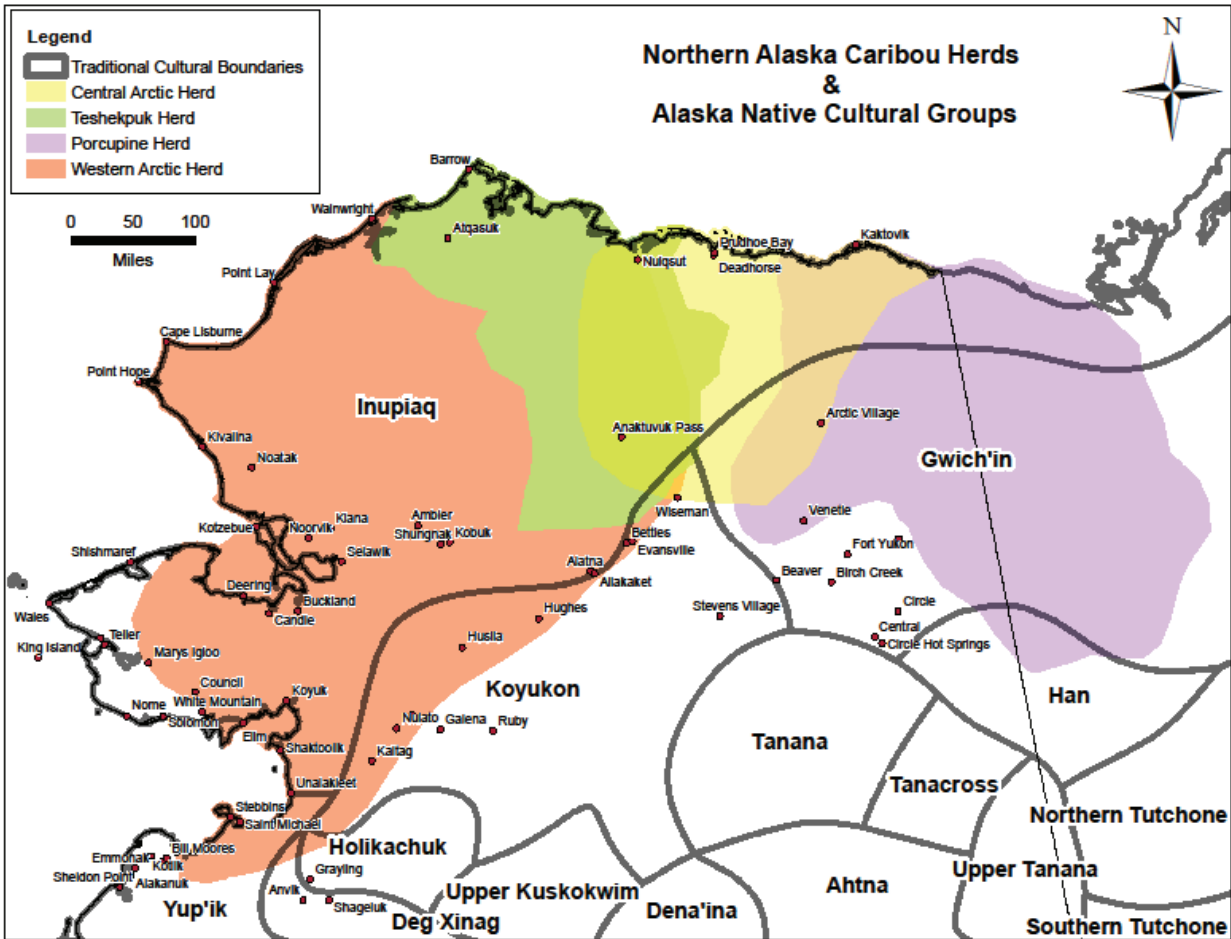 Legend
Traditional Cultural Boundaries
Central Arctic Herd
Teshekpuk Herd
Porcupine Herd
Western Arctic Herd
Northern Alaska Caribou Herds
&
Alaska Native Cultural Groups
N
0 50 100
Miles
Barrow
Wainwright
Atqasuk
Point Lay
Nuiqsut
Prudhoe Bay
Deadhorse
Kaktovik
Cape Lisburne
Point Hope
Inupiaq
Kivalina
Noatak
Anaktuvuk Pass
Arctic Village
Gwich'in
Kotzebue
Noorvik
Kiana
Ambler
Shungnak
Kobuk
Selawik
Wiseman
Bettles
Evansville
Venetie
Fort Yukon
Shishmaref
Deering
Buckland
Candle
Alatna
Allakaket
Beaver
Birch Creek
Wales
Hughes
Stevens Village
Circle
Teller
King Island
Marys Igloo
Huslia
Central
Circle Hot Springs
Council
White Mountain
Koyuk
Koyukon
Han
Nome
Solomon
Elim
Nulato
Galena
Ruby
Shaktoolik
Kaltag
Tanana
Tanacross
Unalakleet
Northern Tutchone
Stebbins
Saint Michael
Holikachuk
Bill Moores
Emmonak
Kotlik
Sheldon Point
Alakanuk
Grayling
Anvik
Shageluk
Upper Kuskokwim
Upper Tanana
Ahtna
Yup'ik
Deg Xinag
Dena'ina
Southern Tutchone